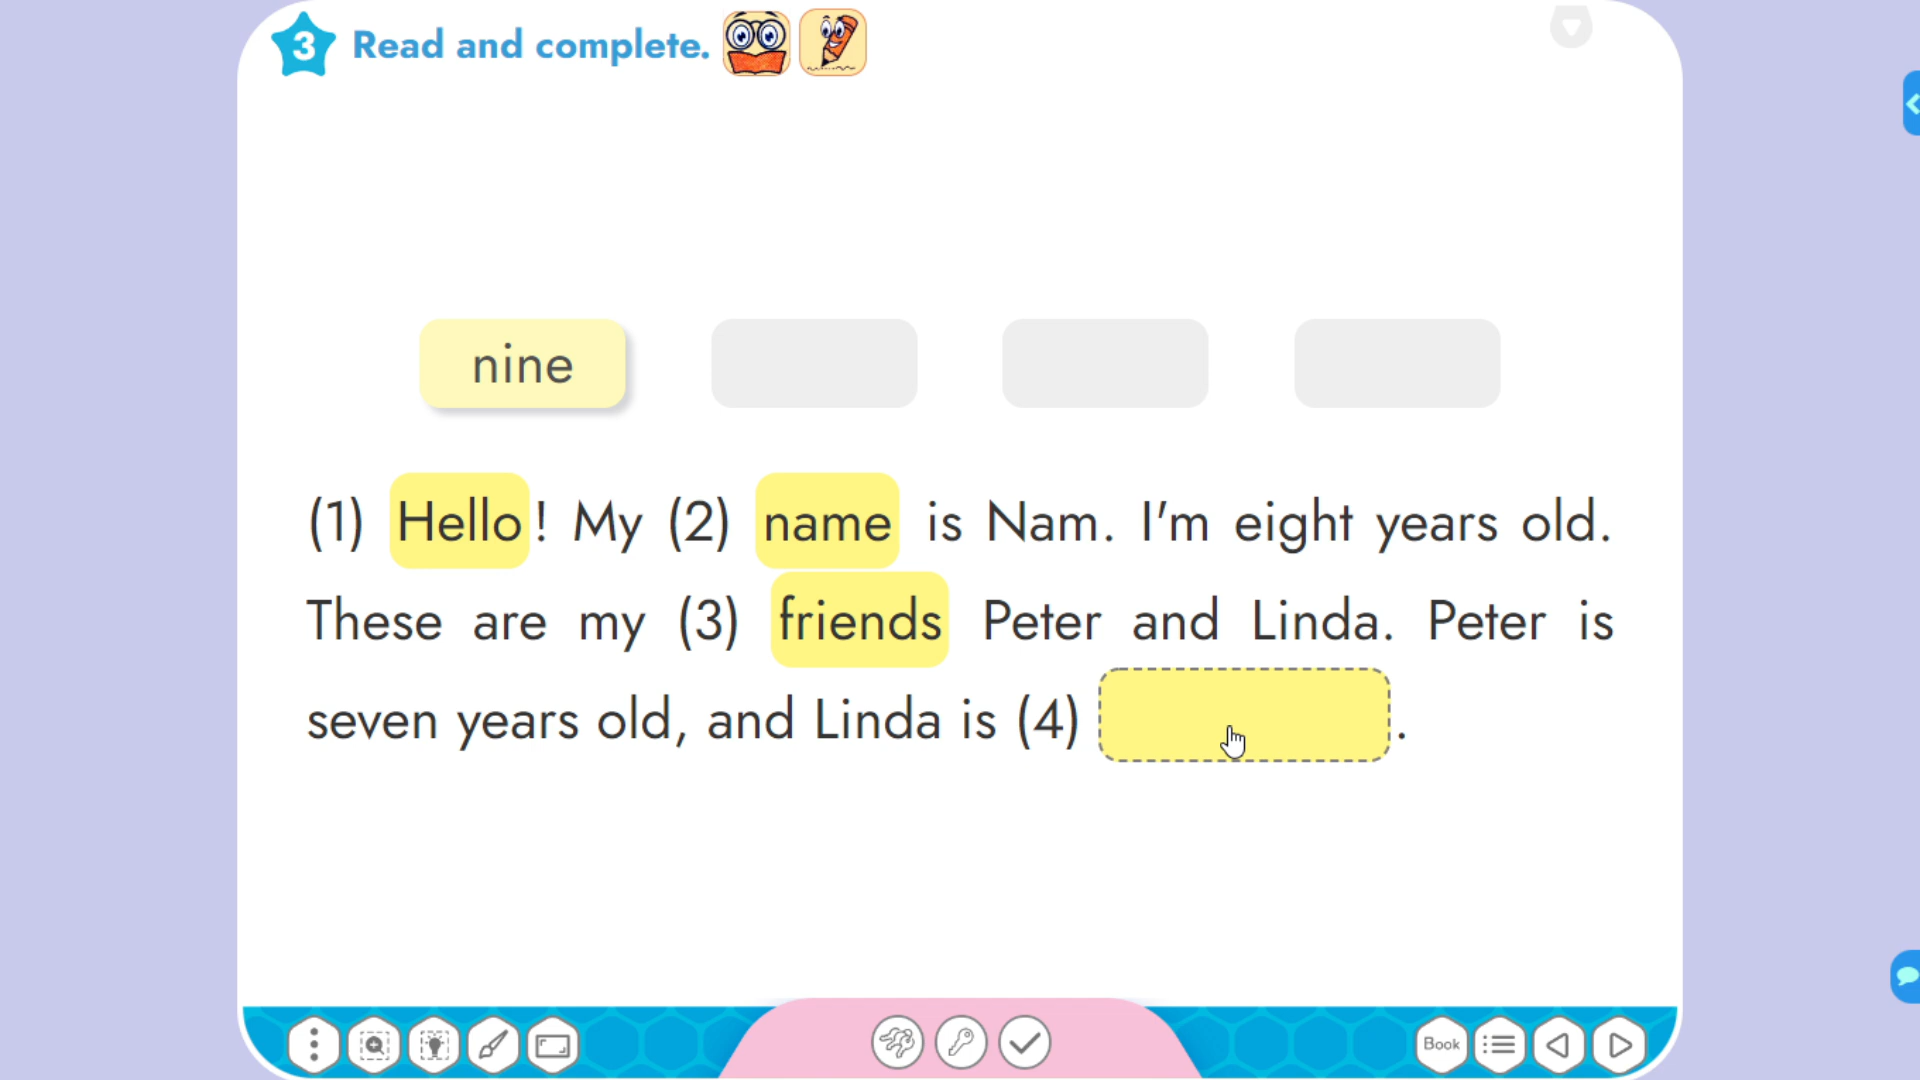 3 Read and complete.
nine
(1) Hello! My (2) name is Nam. I'm eight years old.
These are my (3) friends Peter and Linda. Peter is
seven years old, and Linda is (4) .
Book